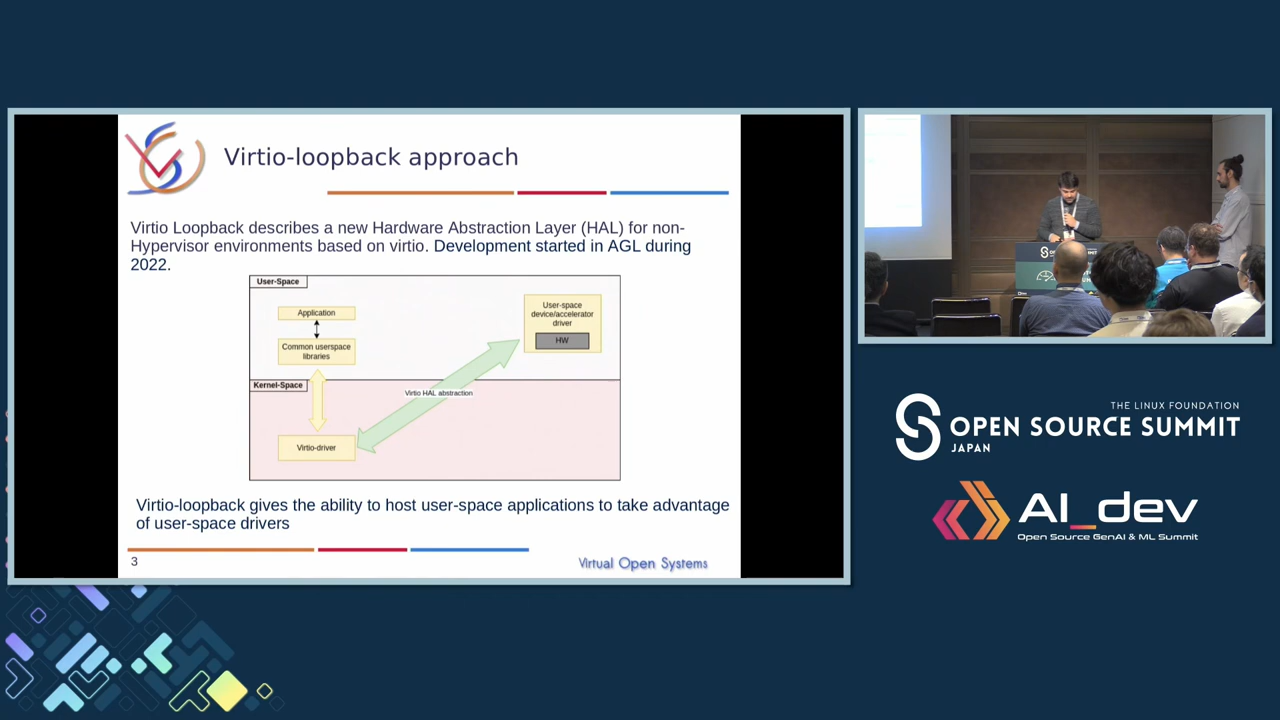 Virtio-loopback approach
Virtio Loopback describes a new Hardware Abstraction Layer (HAL) for non-
Hypervisor environments based on virtio. Development started in AGL during
2022.
User-Space
Application
Common userspace
libraries
User-space
device/accelerator
driver
HW
Kernel-Space
Virtio HAL abstraction
Virtio-driver
Virtio-loopback gives the ability to host user-space applications to take advantage
of user-space drivers
3
Virtual Open Systems
THE LINUX FOUNDATION
OPEN SOURCE SUMMIT
JAPAN
AI_dev
Open Source GenAI & ML Summit